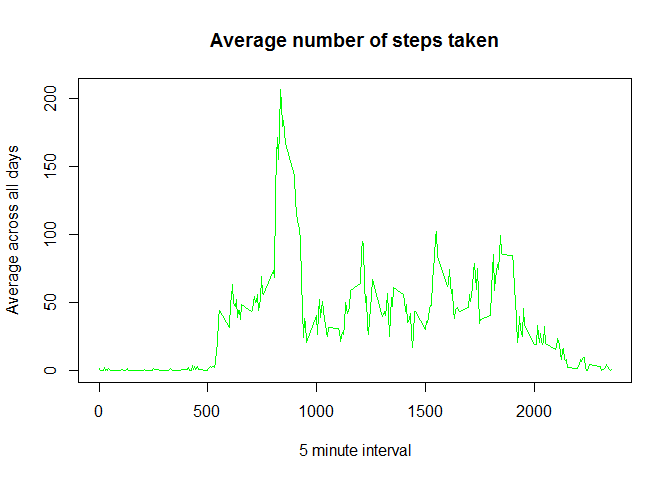 Average number of steps taken
Average across all days
200
150
100
50
0
0 500 1000 1500 2000
5 minute interval